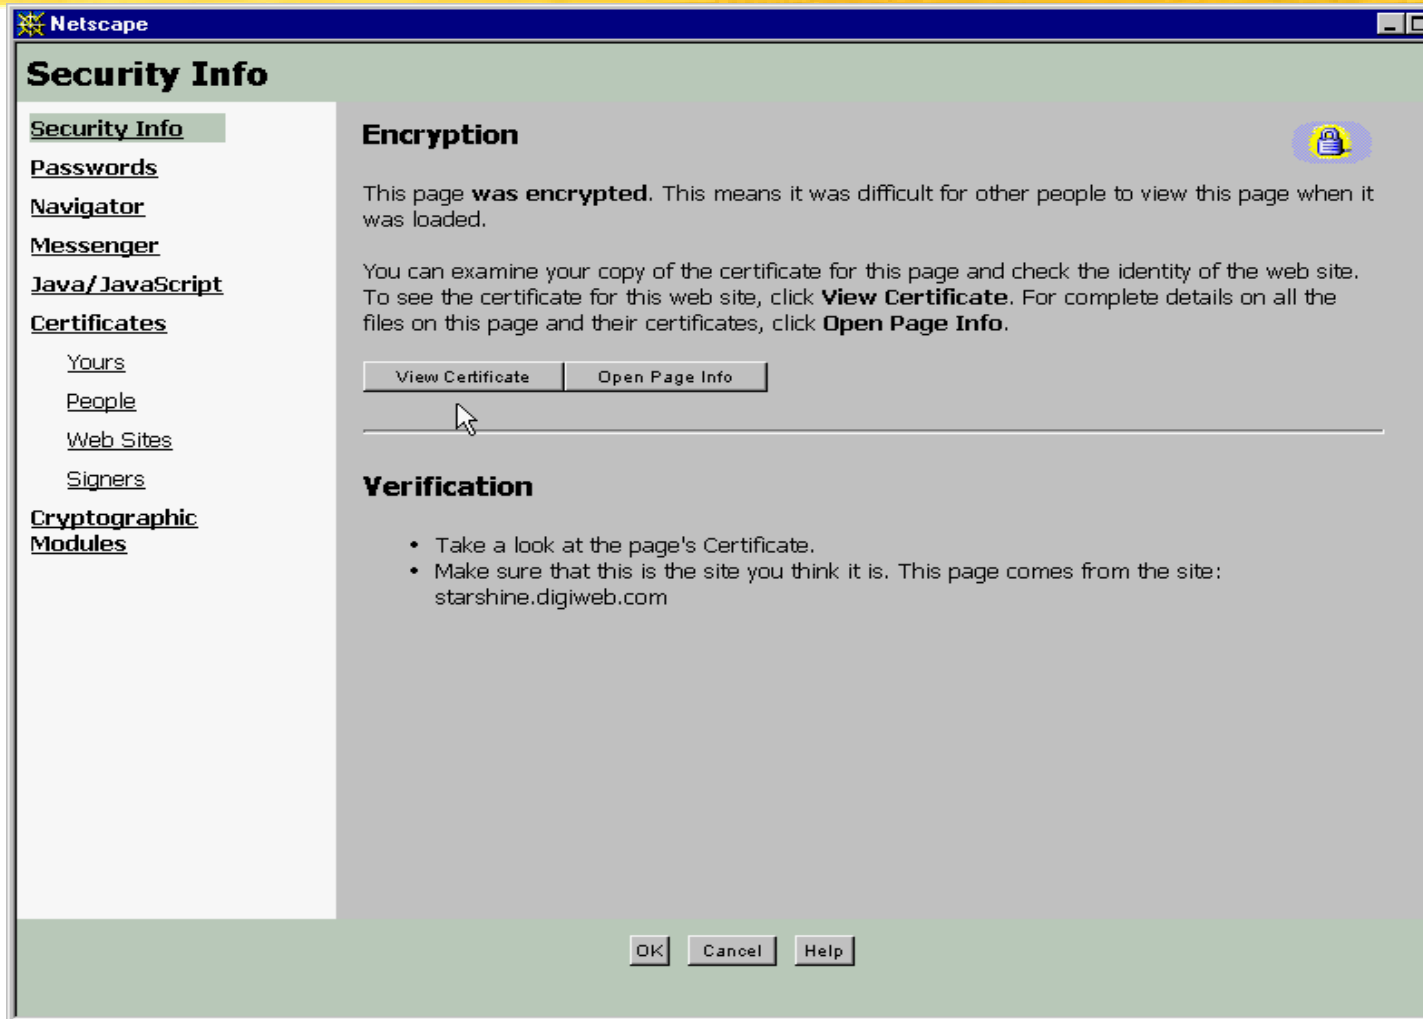 Netscape
Security Info
Security Info
Passwords
Navigator
Messenger
Java/JavaScript
Certificates
Yours
People
Web Sites
Signers
Cryptographic
Modules
Encryption
This page was encrypted. This means it was difficult for other people to view this page when it
was loaded.
You can examine your copy of the certificate for this page and check the identity of the web site.
To see the certificate for this web site, click View Certificate. For complete details on all the
files on this page and their certificates, click Open Page Info.
View Certificate
Open Page Info
Verification
• Take a look at the page's Certificate.
• Make sure that this is the site you think it is. This page comes from the site:
starshine.digiweb.com
OK
Cancel
Help